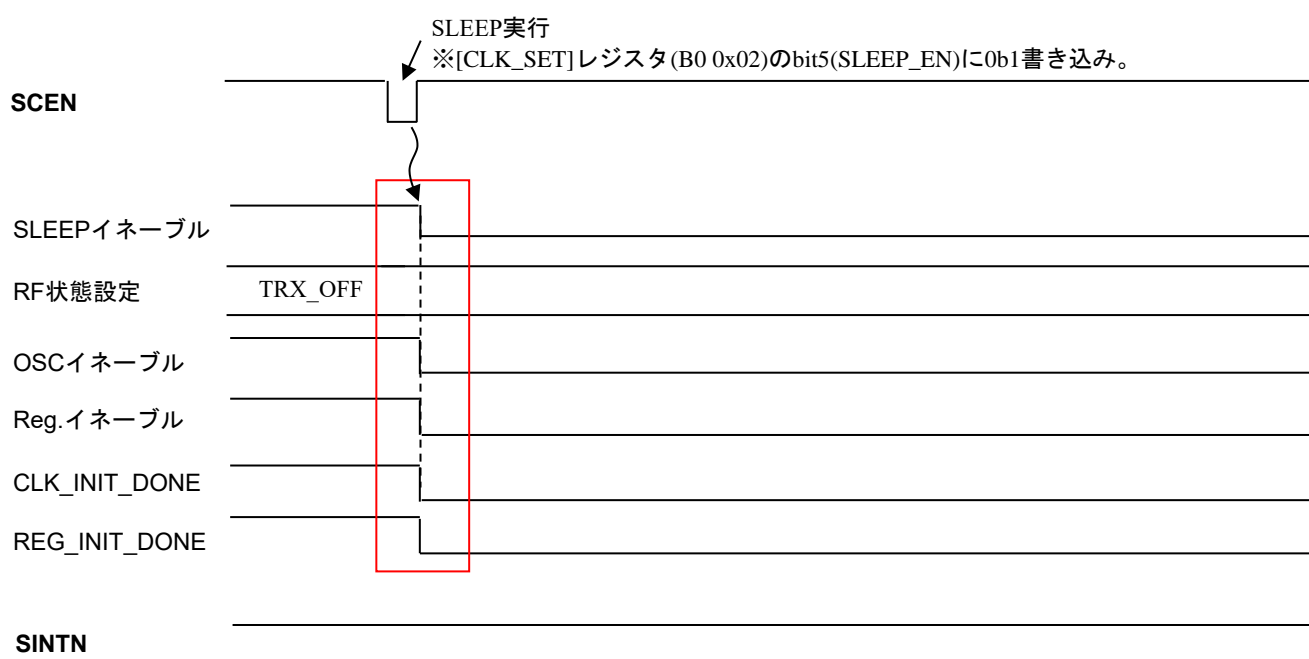 SLEEP実行
※[CLK_SET]レジスタ(B0 0x02)のbit5(SLEEP_EN)に0b1書き込み。
SCEN
SLEEPイネーブル
RF状態設定
TRX_OFF
OSCイネーブル
Reg.イネーブル
CLK_INIT_DONE
REG_INIT_DONE
SINTN